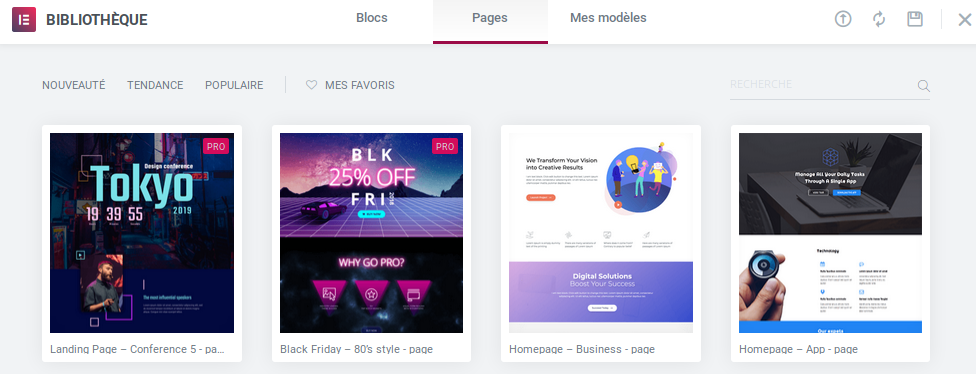 BIBLIOTHÈQUE
Blocs
Pages
Mes modèles
NOUVEAUTÉ
TENDANCE
POPULAIRE
MES FAVORIS
RECHERCHE
PRO
Design conference
Tokyo
19 39 55
2019
The most influential speakers
Landing Page – Conference 5 - pa...
PRO
BLK
25% OFF
FRI
WHY GO PRO?
Black Friday – 80's style - page
We Transform Your Vision
into Creative Results
Digital Solutions
Boost Your Success
Homepage – Business - page
Manage All Your Daily Tasks
Through A Single App
Technology
Our expets
Homepage – App - page